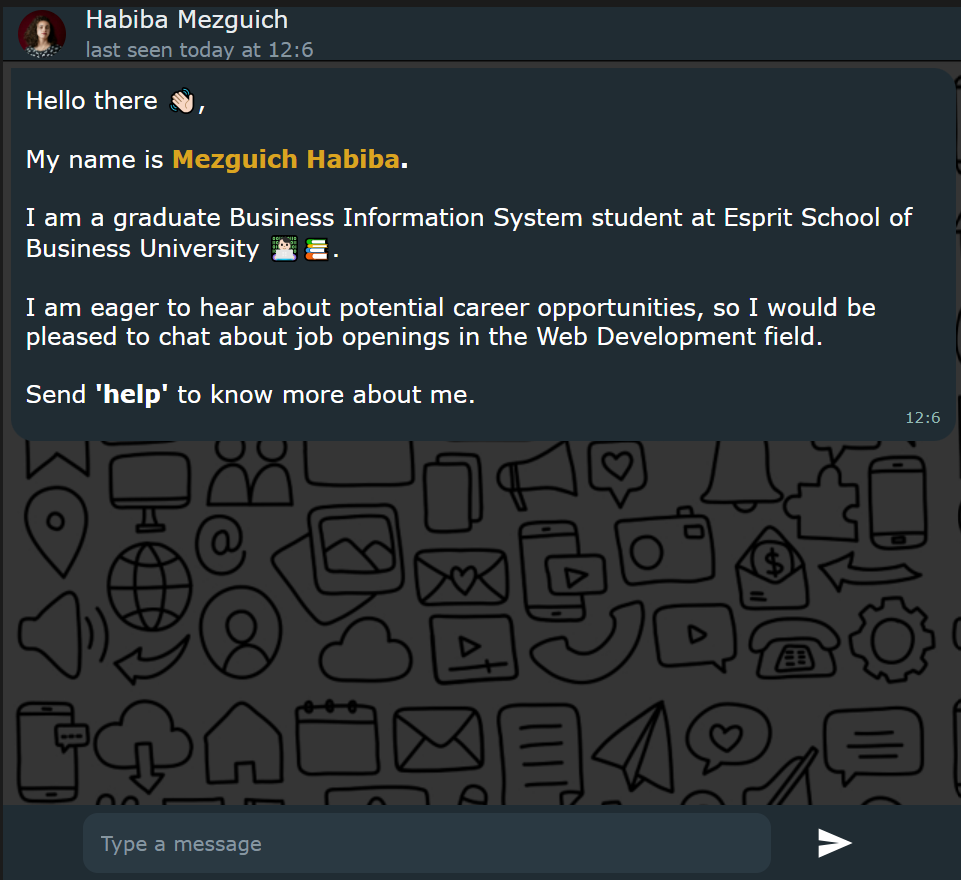 Habiba Mezguich
last seen today at 12:6
Hello there 👋🏻,
My name is Mezguich Habiba.
I am a graduate Business Information System student at Esprit School of
Business University 👩🏻‍💻📚.
I am eager to hear about potential career opportunities, so I would be
pleased to chat about job openings in the Web Development field.
Send 'help' to know more about me.
12:6
Type a message